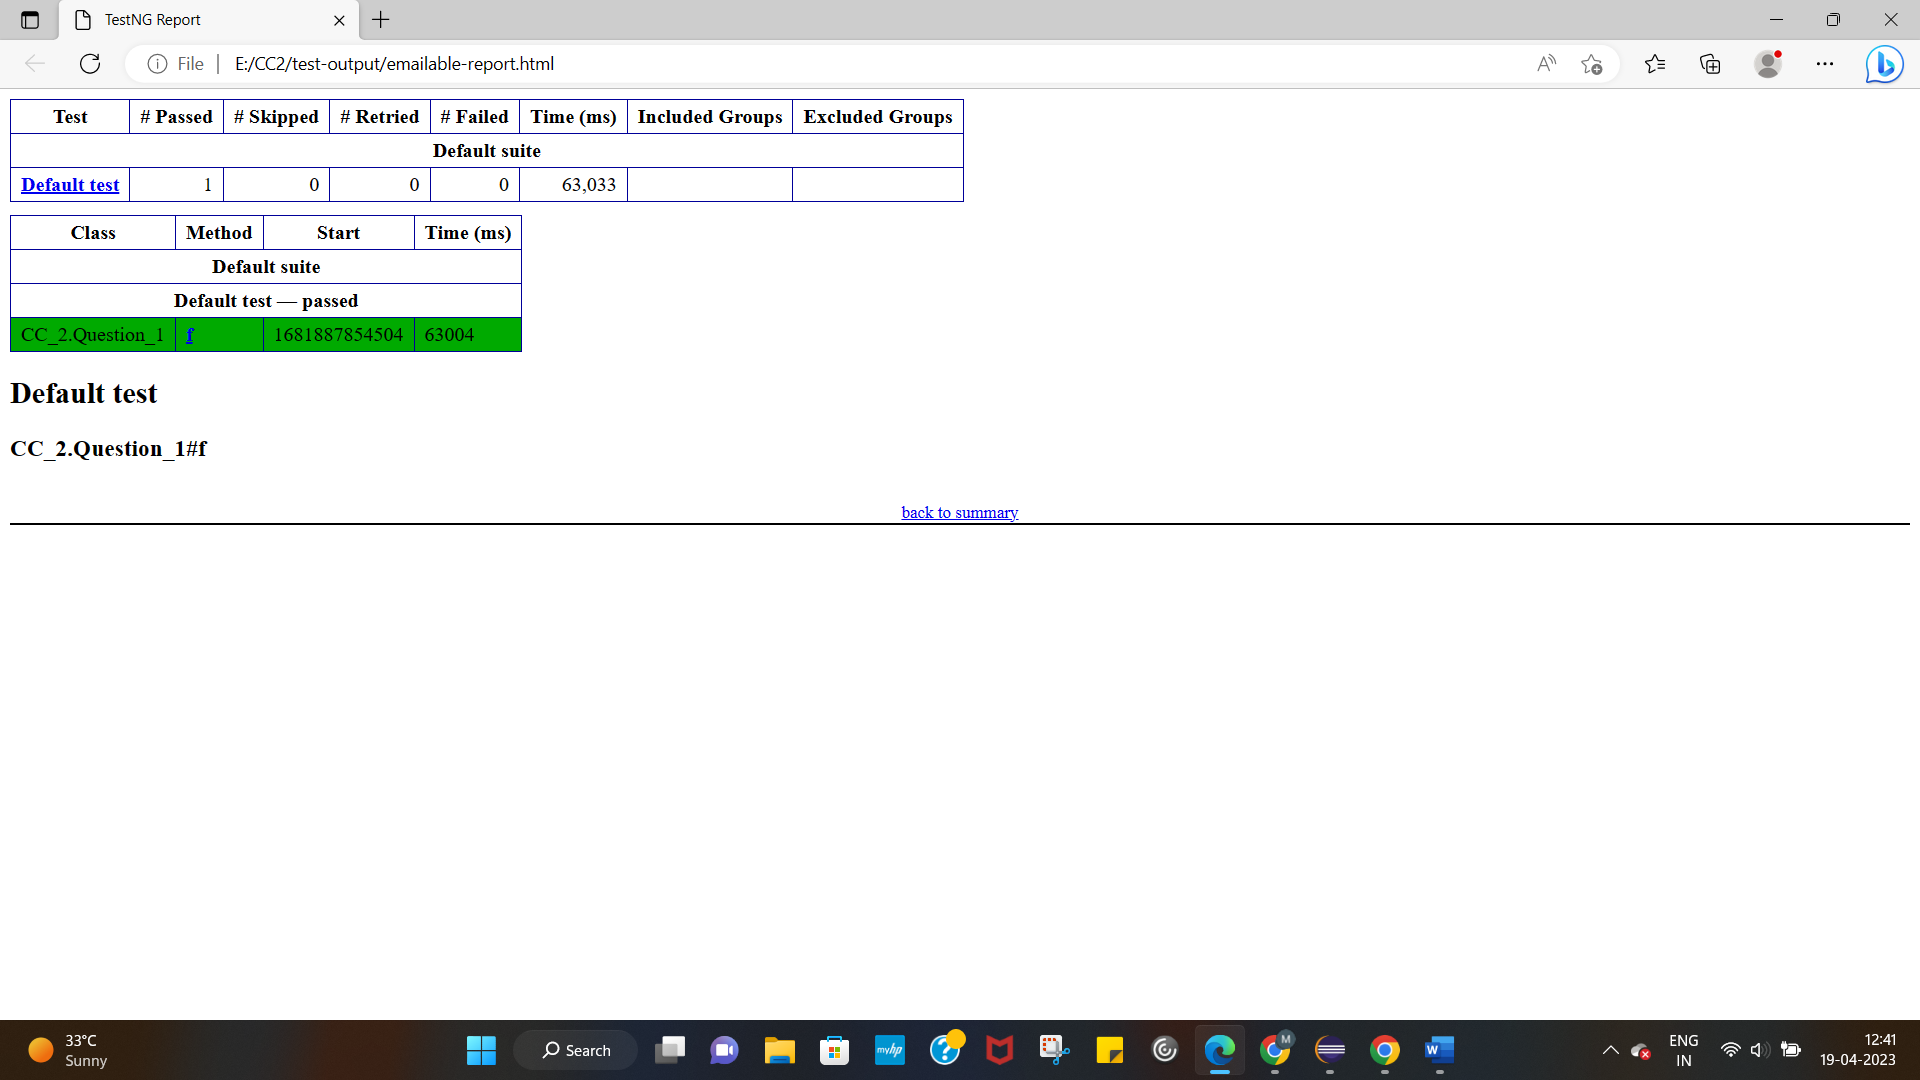 TestNG Report
File | E:/CC2/test-output/emailable-report.html
Test # Passed # Skipped # Retried # Failed Time (ms) Included Groups Excluded Groups
Default suite
Default test 1 0 0 0 63,033
Class Method Start Time (ms)
Default suite
Default test — passed
CC_2.Question_1 f 1681887854504 63004
Default test
CC_2.Question_1#f
back to summary
33°C
Sunny
Search
myhp
M
W
ENG
IN
12:41
19-04-2023